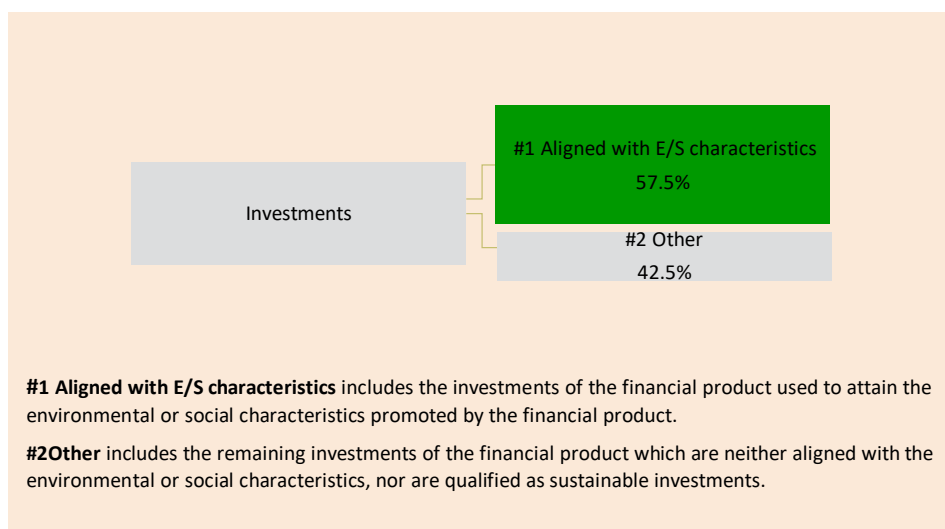 #1 Aligned with E/S characteristics
57.5%
Investments
#2 Other
42.5%
#1 Aligned with E/S characteristics includes the investments of the financial product used to attain the
environmental or social characteristics promoted by the financial product.
#2Other includes the remaining investments of the financial product which are neither aligned with the
environmental or social characteristics, nor are qualified as sustainable investments.